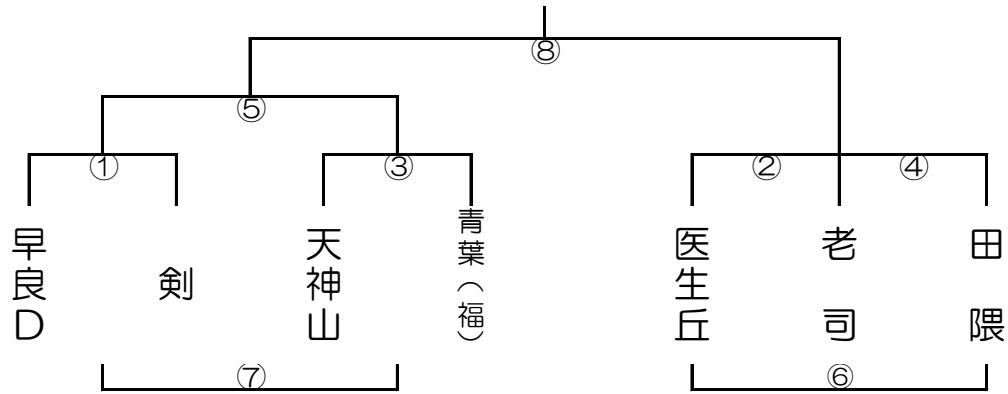 ⑧
⑤
① ③ ② ④
早良D
剣
天神山
青葉（福）
医生丘
老司
田隈
⑦ ⑥